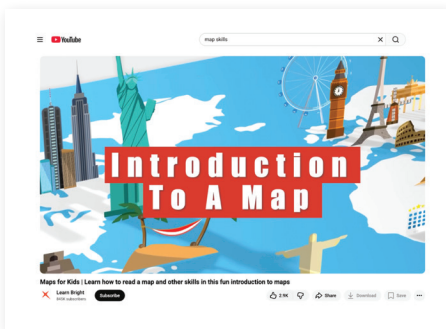 YouTube
map skills
Introduction
To A Map
Maps for Kids | Learn how to read a map and other skills in this fun introduction to maps
Learn Bright
Subscribe
2.9K
Share
Download
Save